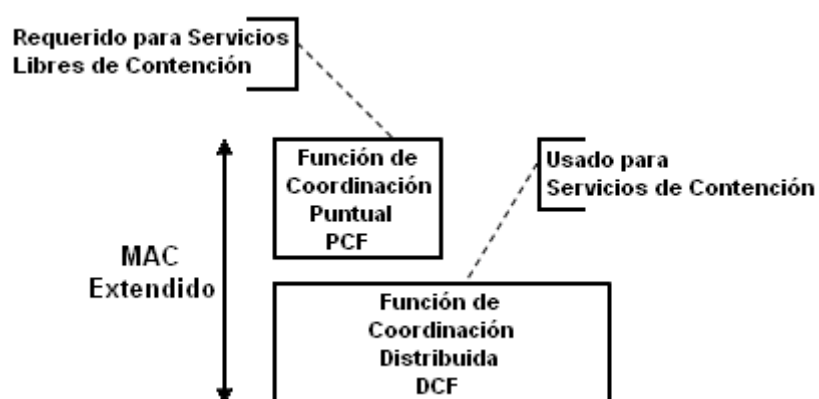 Requerido para Servicios
Libres de Contención
Función de
Coordinación
Puntual
PCF
Usado para
Servicios de Contención
MAC
Extendido
Función de
Coordinación
Distribuida
DCF